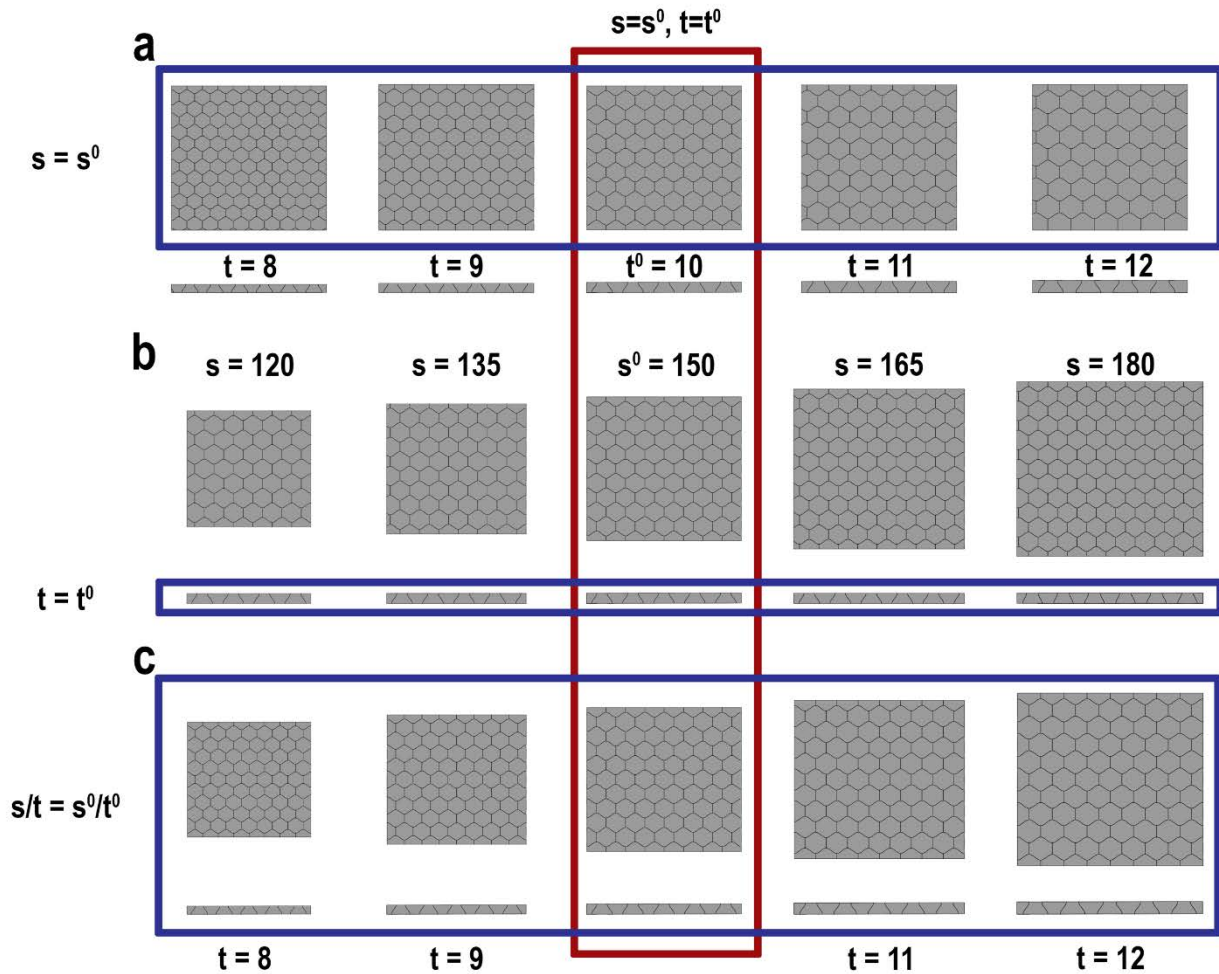 s=s⁰, t=t⁰
a
s = s⁰
t = 8 t = 9 t⁰ = 10 t = 11 t = 12
b
s = 120 s = 135 s⁰ = 150 s = 165 s = 180
t = t⁰
c
s/t = s⁰/t⁰
t = 8 t = 9 t = 11 t = 12